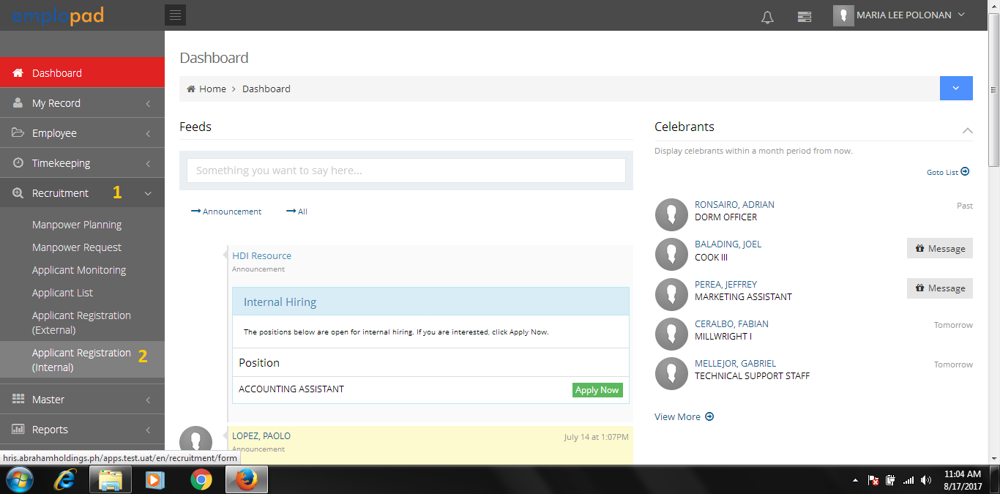 emplopad
MARIA LEE POLONAN
Dashboard
My Record
Employee
Timekeeping
Recruitment 1
Manpower Planning
Manpower Request
Applicant Monitoring
Applicant List
Applicant Registration
(External)
Applicant Registration 2
(Internal)
Master
Reports
Dashboard
Home > Dashboard
Feeds
Something you want to say here...
Announcement
All
HDI Resource
Announcement
Internal Hiring
The positions below are open for internal hiring. If you are interested, click Apply Now.
Position
ACCOUNTING ASSISTANT
Apply Now
LOPEZ, PAOLO
July 14 at 1:07PM
Announcement
Celebrants
Display celebrants within a month period from now.
Goto List
RONSAIRO, ADRIAN
Past
DORM OFFICER
BALADING, JOEL
COOK III
Message
PEREA, JEFFREY
MARKETING ASSISTANT
Message
CERALBO, FABIAN
Tomorrow
MILLWRIGHT I
MELLEJOR, GABRIEL
Tomorrow
TECHNICAL SUPPORT STAFF
View More
hris.abrahamholdings.ph/apps.test.uat/en/recruitment/form
11:04 AM
8/17/2017